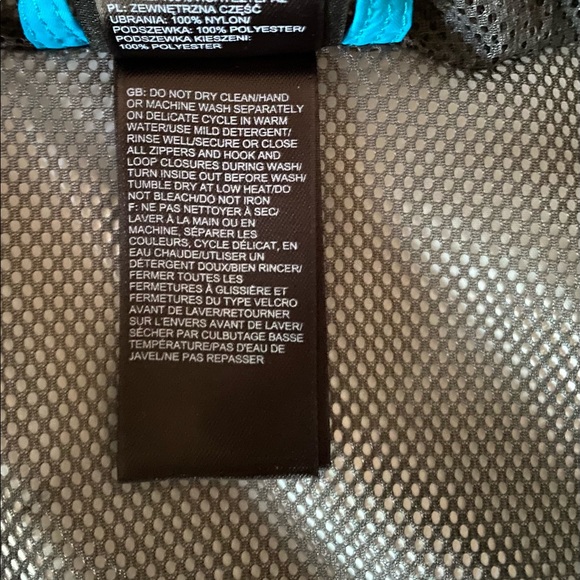 PL: ZEWNĘTRZNA CZĘŚĆ
UBRANIA: 100% NYLON/
PODSZEWKA: 100% POLYESTER/
PODSZEWKA KIESZENI:
100% POLYESTER
GB: DO NOT DRY CLEAN/HAND
OR MACHINE WASH SEPARATELY
ON DELICATE CYCLE IN WARM
WATER/USE MILD DETERGENT/
RINSE WELL/SECURE OR CLOSE
ALL ZIPPERS AND HOOK AND
LOOP CLOSURES DURING WASH/
TURN INSIDE OUT BEFORE WASH/
TUMBLE DRY AT LOW HEAT/DO
NOT BLEACH/DO NOT IRON
F: NE PAS NETTOYER À SEC/
LAVER À LA MAIN OU EN
MACHINE, SÉPARER LES
COULEURS, CYCLE DÉLICAT, EN
EAU CHAUDE/UTLISER UN
DÉTERGENT DOUX/BIEN RINCER/
FERMER TOUTES LES
FERMETURES À GLISSIÈRE ET
FERMETURES DU TYPE VELCRO
AVANT DE LAVER/RETOURNER
SUR L'ENVERS AVANT DE LAVER/
SÉCHER PAR CULBUTAGE BASSE
TEMPÉRATURE/PAS D'EAU DE
JAVEL/NE PAS REPASSER